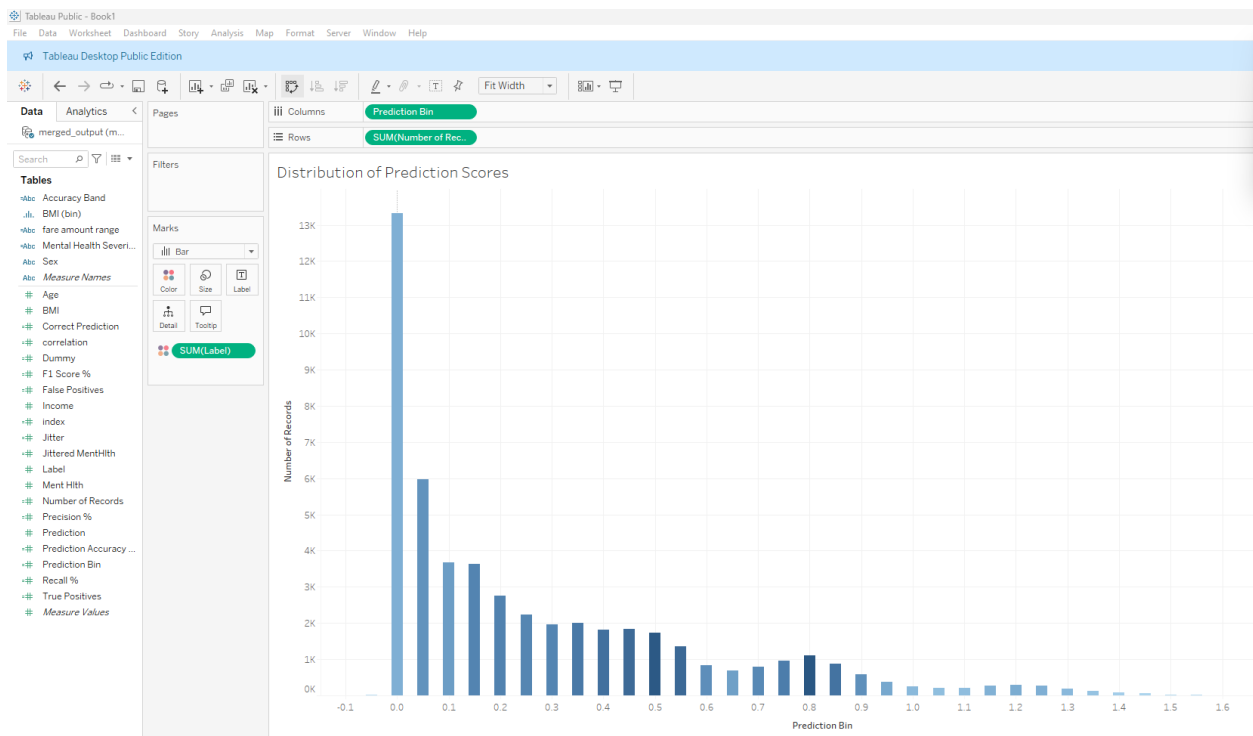 Tableau Public - Book1
File Data Worksheet Dashboard Story Analysis Map Format Server Window Help
Tableau Desktop Public Edition
Fit Width
Data Analytics
merged_output (m...
Search
Tables
Abc Accuracy Band
BMI (bin)
Abc fare amount range
Abc Mental Health Severi...
Abc Sex
Abc Measure Names
# Age
# BMI
=# Correct Prediction
=# correlation
=# Dummy
=# F1 Score %
=# False Positives
# Income
=# index
=# Jitter
=# Jittered MentHlth
# Label
# Ment Hlth
=# Number of Records
=# Precision %
# Prediction
=# Prediction Accuracy ...
=# Prediction Bin
=# Recall %
=# True Positives
# Measure Values
Pages
Filters
Marks
Bar
Color Size Label
Detail Tooltip
SUM(Label)
Columns Prediction Bin
Rows SUM(Number of Rec..
Distribution of Prediction Scores
13K
12K
11K
10K
9K
8K
7K
6K
5K
4K
3K
2K
1K
0K
Number of Records
-0.1 0.0 0.1 0.2 0.3 0.4 0.5 0.6 0.7 0.8 0.9 1.0 1.1 1.2 1.3 1.4 1.5 1.6
Prediction Bin